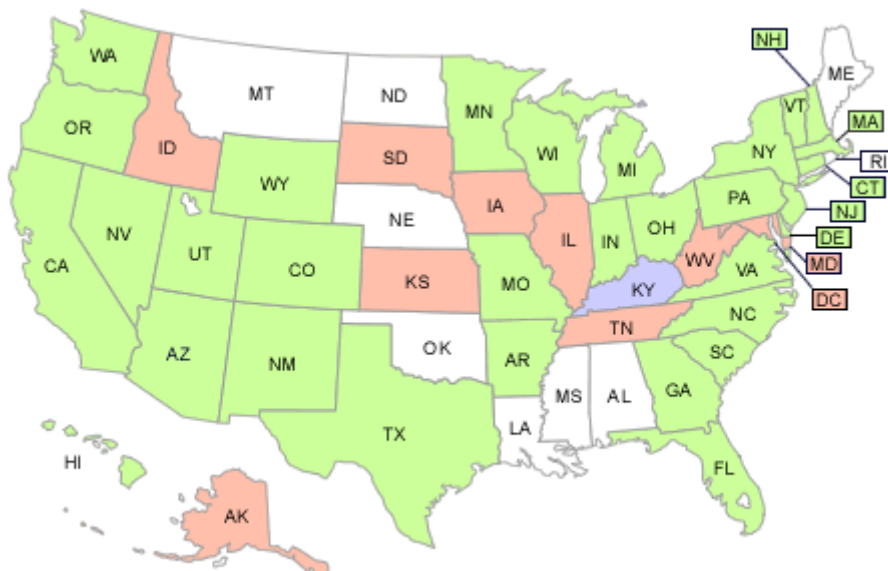 NH
WA
ME
MT
ND
VT
MN
MA
OR
ID
WI
NY
SD
RI
MI
WY
CT
PA
IA
NJ
NE
NV
OH
IL
IN
DE
UT
WV
CA
CO
MD
VA
KS
MO
KY
DC
NC
TN
OK
AZ
NM
AR
SC
MS
AL
GA
LA
TX
HI
FL
AK